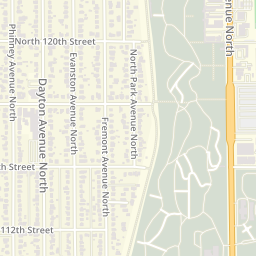 North 120th Street
Phinney Avenue North
Evanston Avenue North
North Park Avenue North
enue North
Dayton Avenue North
Fremont Avenue North
th Street
112th Street